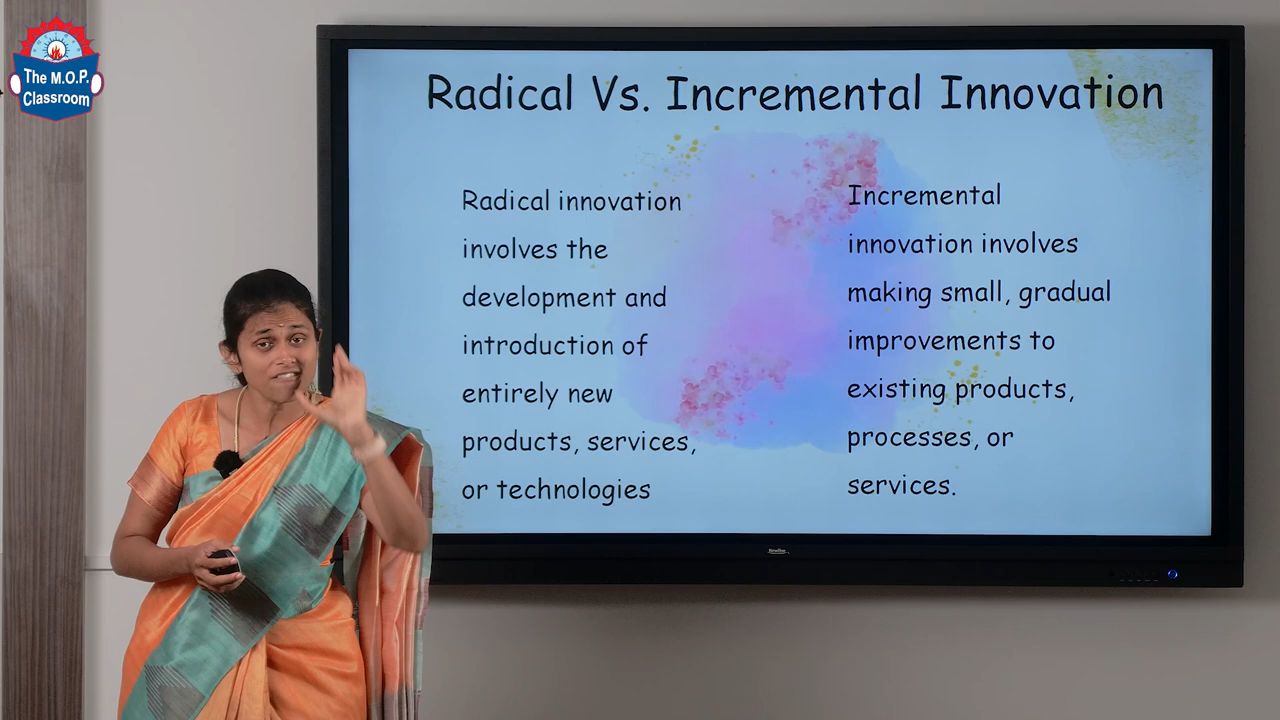 The M.O.P.
Classroom
Radical Vs. Incremental Innovation
Radical innovation
involves the
development and
introduction of
entirely new
products, services,
or technologies
Incremental
innovation involves
making small, gradual
improvements to
existing products,
processes, or
services.